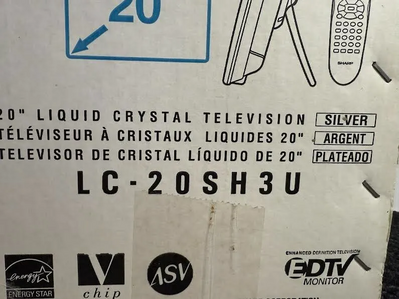 20
SHARP
20" LIQUID CRYSTAL TELEVISION SILVER
TÉLÉVISEUR À CRISTAUX LIQUIDES 20" ARGENT
TELEVISOR DE CRISTAL LÍQUIDO DE 20" PLATEADO
LC-20SH3U
energy
ENERGY STAR
V
chip
ASV
ENHANCED DEFINITION TELEVISION
EDTV
MONITOR